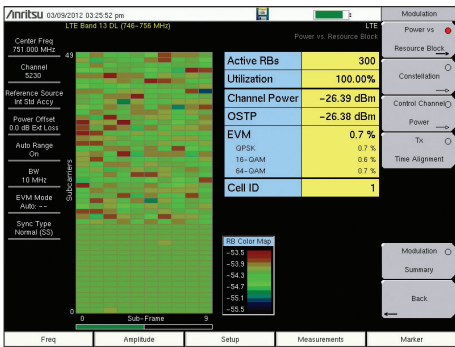 Anritsu 03/09/2012 03:25:52 pm
LTE Band 13 DL (746-756 MHz)
LTE
Power vs. Resource Block
Center Freq
751.000 MHz
Channel
5230
Reference Source
Int Std Accy
Power Offset
0.0 dB Ext Loss
Auto Range
On
BW
10 MHz
EVM Mode
Auto: --
Sync Type
Normal (SS)
49
Subcarriers
0
0 Sub-Frame 9
Active RBs 300
Utilization 100.00%
Channel Power -26.39 dBm
OSTP -26.38 dBm
EVM 0.7 %
QPSK 0.7 %
16-QAM 0.6 %
64-QAM 0.7 %
Cell ID 1
RB Color Map
-53.5
-53.9
-54.3
-54.7
-55.1
-55.5
Modulation
Power vs
Resource Block
Constellation
Control Channel
Power
Tx
Time Alignment
Modulation
Summary
Back
Freq
Amplitude
Setup
Measurements
Marker